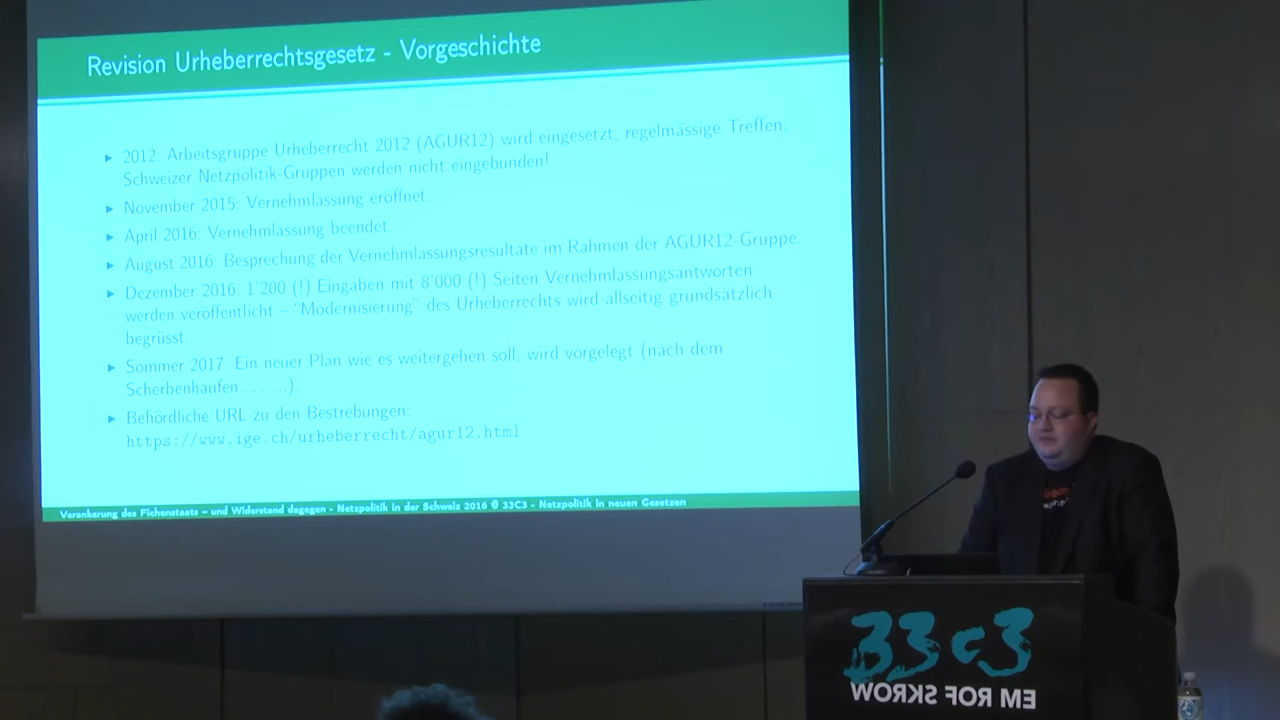 Revision Urheberrechtsgesetz - Vorgeschichte
2012: Arbeitsgruppe Urheberrecht 2012 (AGUR12) wird eingesetzt, regelmässige Treffen;
Schweizer Netzpolitik-Gruppen werden nicht eingebunden!
November 2015: Vernehmlassung eröffnet.
April 2016: Vernehmlassung beendet.
August 2016: Besprechung der Vernehmlassungsresultate im Rahmen der AGUR12-Gruppe.
Dezember 2016: 1'200 (!) Eingaben mit 8'000 (!) Seiten Vernehmlassungsantworten
werden veröffentlicht – "Modernisierung" des Urheberrechts wird allseitig grundsätzlich
begrüsst
Sommer 2017: Ein neuer Plan wie es weitergehen soll, wird vorgelegt (nach dem
Scherbenhaufen ... ...).
Behördliche URL zu den Bestrebungen:
https://www.ige.ch/urheberrecht/agur12.html
Verankerung des Fichenstaats – und Widerstand dagegen - Netzpolitik in der Schweiz 2016 @ 33C3 - Netzpolitik in neuen Gesetzen
33c3
WORKS FOR ME